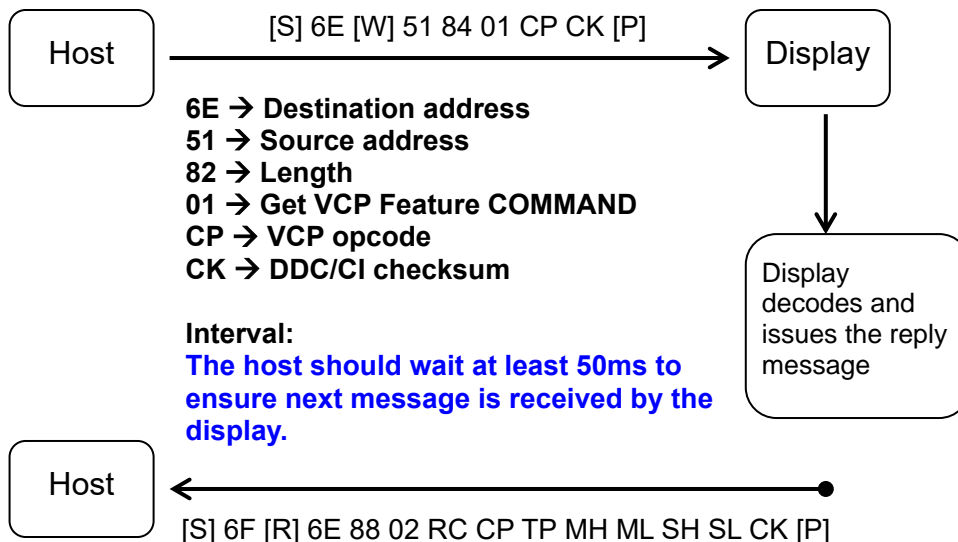 Host
[S] 6E [W] 51 84 01 CP CK [P]
Display
6E → Destination address
51 → Source address
82 → Length
01 → Get VCP Feature COMMAND
CP → VCP opcode
CK → DDC/CI checksum
Interval:
The host should wait at least 50ms to
ensure next message is received by the
display.
Display
decodes and
issues the reply
message
Host
[S] 6F [R] 6E 88 02 RC CP TP MH ML SH SL CK [P]